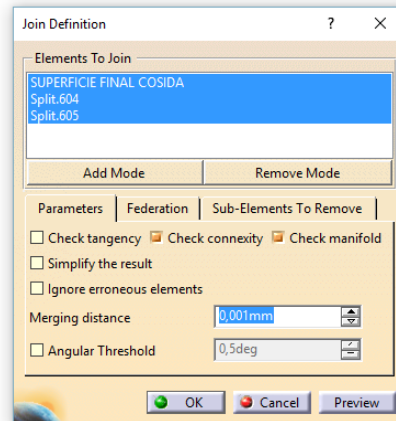 Join Definition ? ×
Elements To Join
SUPERFICIE FINAL COSIDA
Split.604
Split.605
Add Mode Remove Mode
Parameters Federation Sub-Elements To Remove
Check tangency Check connexity Check manifold
Simplify the result
Ignore erroneous elements
Merging distance 0,001mm
Angular Threshold 0,5deg
OK Cancel Preview